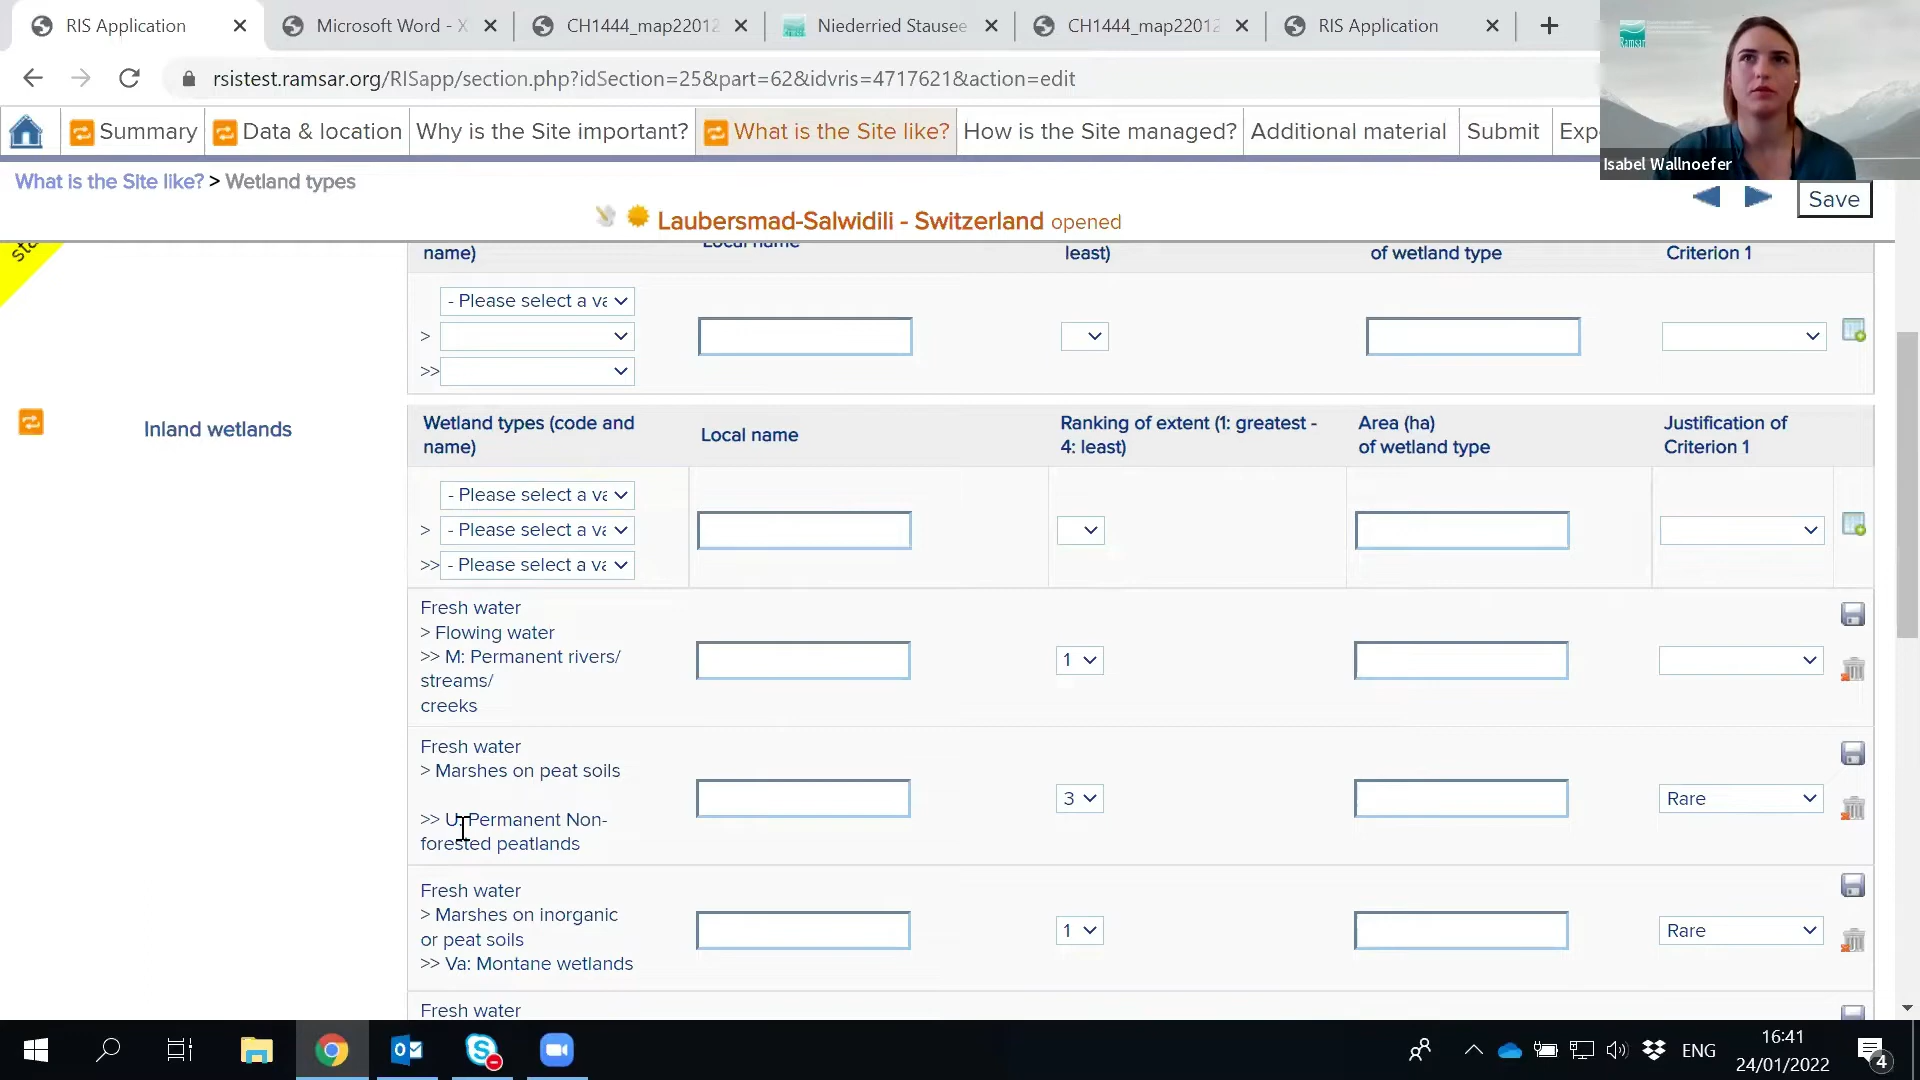 RIS Application
Microsoft Word - X
CH1444_map22012
Niederried Stausee
CH1444_map22012
RIS Application
rsistest.ramsar.org/RISapp/section.php?idSection=25&part=62&idvris=4717621&action=edit
Ramsar
Isabel Wallnoefer
Summary
Data & location
Why is the Site important?
What is the Site like?
How is the Site managed?
Additional material
Submit
Exp
What is the Site like? > Wetland types
Save
Laubersmad-Salwidili - Switzerland opened
name)
Local name
least)
of wetland type
Criterion 1
- Please select a va
>
>>
Inland wetlands
Wetland types (code and
name)
Local name
Ranking of extent (1: greatest -
4: least)
Area (ha)
of wetland type
Justification of
Criterion 1
- Please select a va
> - Please select a va
>> - Please select a va
Fresh water
> Flowing water
>> M: Permanent rivers/
streams/
creeks
1
Fresh water
> Marshes on peat soils
>> U: Permanent Non-
forested peatlands
3
Rare
Fresh water
> Marshes on inorganic
or peat soils
>> Va: Montane wetlands
1
Rare
Fresh water
ENG
16:41
24/01/2022
4